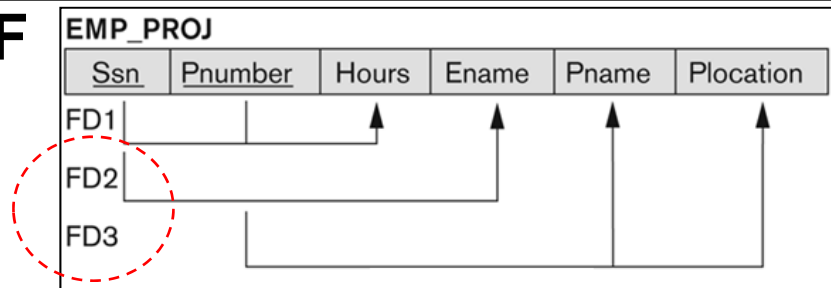 F
EMP_PROJ
Ssn Pnumber Hours Ename Pname Plocation
FD1
FD2
FD3